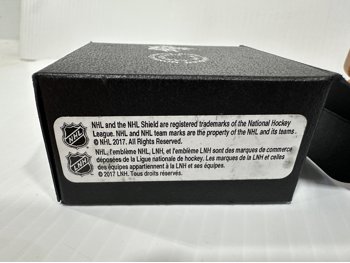 NHL
NHL and the NHL Shield are registered trademarks of the National Hockey
League. NHL and NHL team marks are the property of the NHL and its teams.
© NHL 2017. All Rights Reserved.
LNH
NHL, l'emblème NHL, LNH, et l'emblème LNH sont des marques de commerce
déposées de la Ligue nationale de hockey. Les marques de la LNH et celles
des équipes appartiennent à la LNH et ses équipes.
© 2017 LNH. Tous droits réservés.